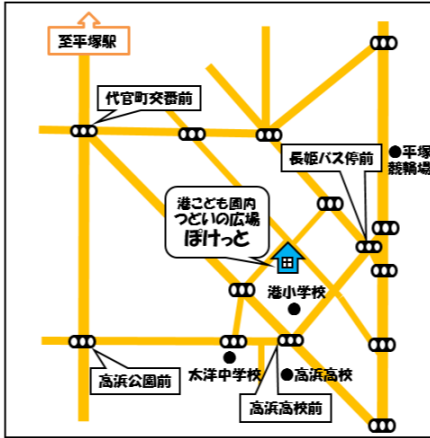 至平塚駅
代官町交番前
長姫バス停前
●平塚
競輪場
港こども園内
つどいの広場
ぽけっと
港小学校
高浜公園前
太洋中学校
●高浜高校
高浜高校前